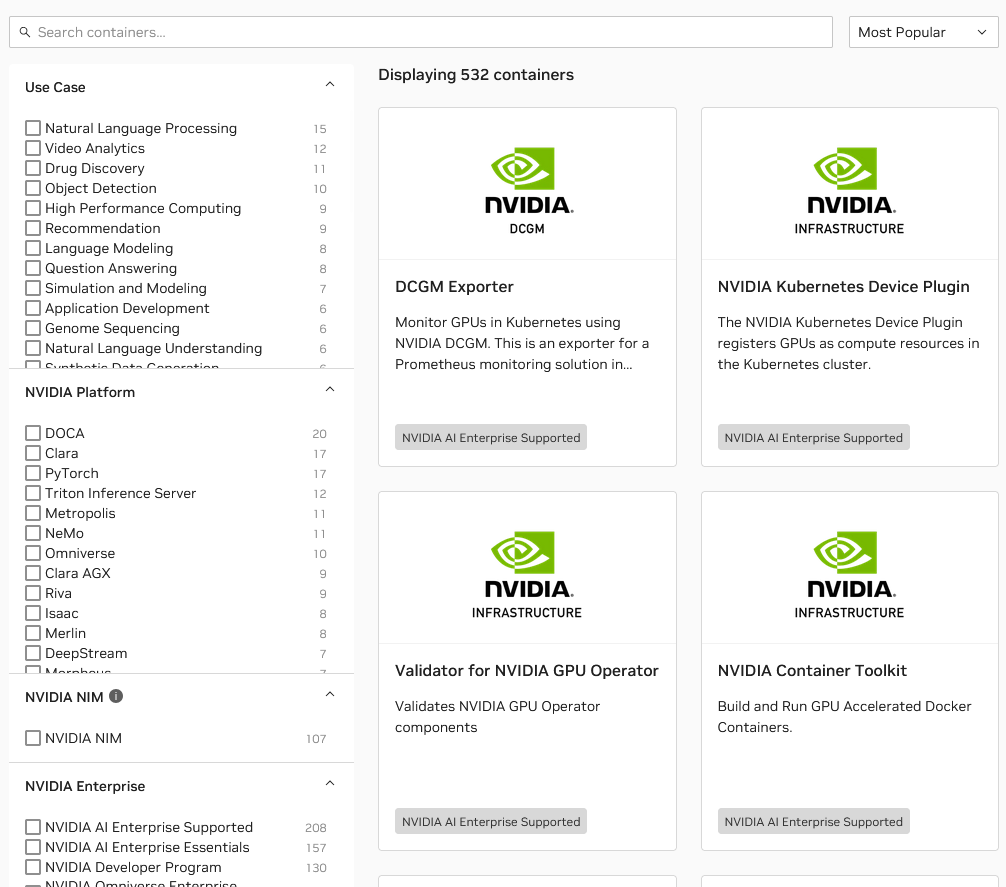 Search containers...
Most Popular
Use Case
Natural Language Processing 15
Video Analytics 12
Drug Discovery 11
Object Detection 10
High Performance Computing 9
Recommendation 9
Language Modeling 8
Question Answering 8
Simulation and Modeling 7
Application Development 6
Genome Sequencing 6
Natural Language Understanding 6
Synthetic Data Generation 6
NVIDIA Platform
DOCA 20
Clara 17
PyTorch 17
Triton Inference Server 12
Metropolis 11
NeMo 11
Omniverse 10
Clara AGX 9
Riva 9
Isaac 8
Merlin 8
DeepStream 7
Morpheus 7
NVIDIA NIM
NVIDIA NIM 107
NVIDIA Enterprise
NVIDIA AI Enterprise Supported 208
NVIDIA AI Enterprise Essentials 157
NVIDIA Developer Program 130
NVIDIA Omniverse Enterprise
Displaying 532 containers
NVIDIA.
DCGM
DCGM Exporter
Monitor GPUs in Kubernetes using
NVIDIA DCGM. This is an exporter for a
Prometheus monitoring solution in...
NVIDIA AI Enterprise Supported
NVIDIA.
INFRASTRUCTURE
NVIDIA Kubernetes Device Plugin
The NVIDIA Kubernetes Device Plugin
registers GPUs as compute resources in
the Kubernetes cluster.
NVIDIA AI Enterprise Supported
NVIDIA.
INFRASTRUCTURE
Validator for NVIDIA GPU Operator
Validates NVIDIA GPU Operator
components
NVIDIA AI Enterprise Supported
NVIDIA.
INFRASTRUCTURE
NVIDIA Container Toolkit
Build and Run GPU Accelerated Docker
Containers.
NVIDIA AI Enterprise Supported